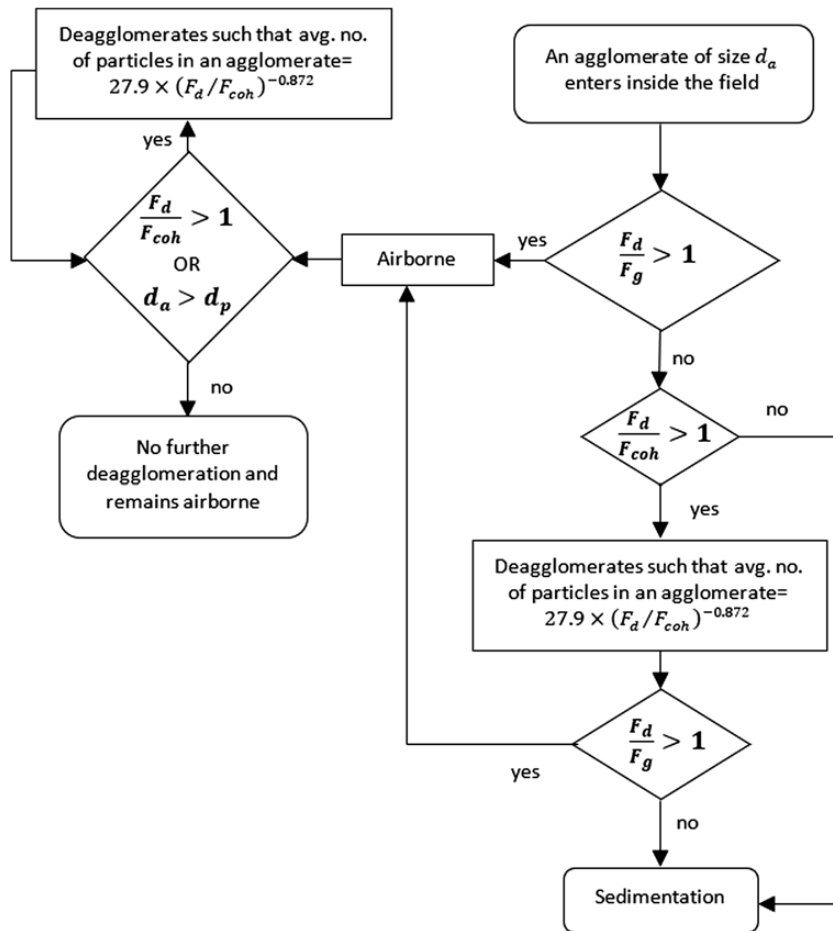 An agglomerate of size dₐ
enters inside the field
F_d/F_g > 1
yes
no
Airborne
F_d/F_coh > 1
OR
dₐ > d_p
yes
no
Deagglomerates such that avg. no.
of particles in an agglomerate=
27.9 × (F_d/F_coh)^−0.872
No further
deagglomeration and
remains airborne
F_d/F_coh > 1
no
yes
Deagglomerates such that avg. no.
of particles in an agglomerate=
27.9 × (F_d/F_coh)^−0.872
F_d/F_g > 1
yes
no
Sedimentation